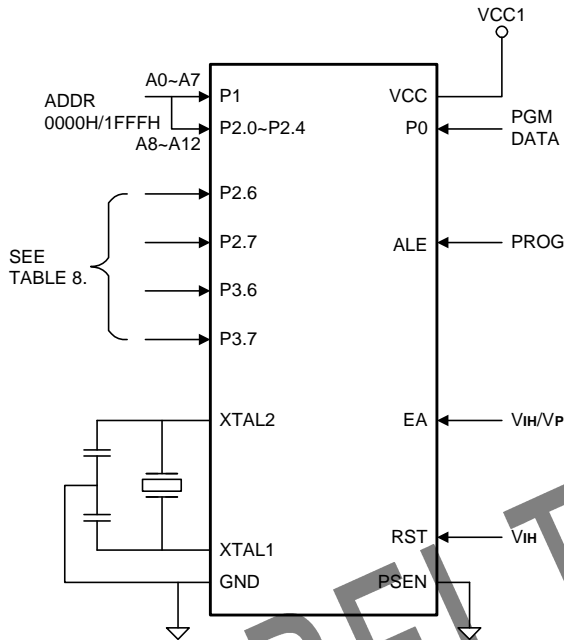 VCC1
A0~A7
ADDR
0000H/1FFFH
A8~A12
P1
P2.0~P2.4
VCC
P0
PGM
DATA
P2.6
P2.7
ALE
PROG
SEE
TABLE 8.
P3.6
P3.7
XTAL2
EA
VIH/VP
XTAL1
RST
VIH
GND
PSEN